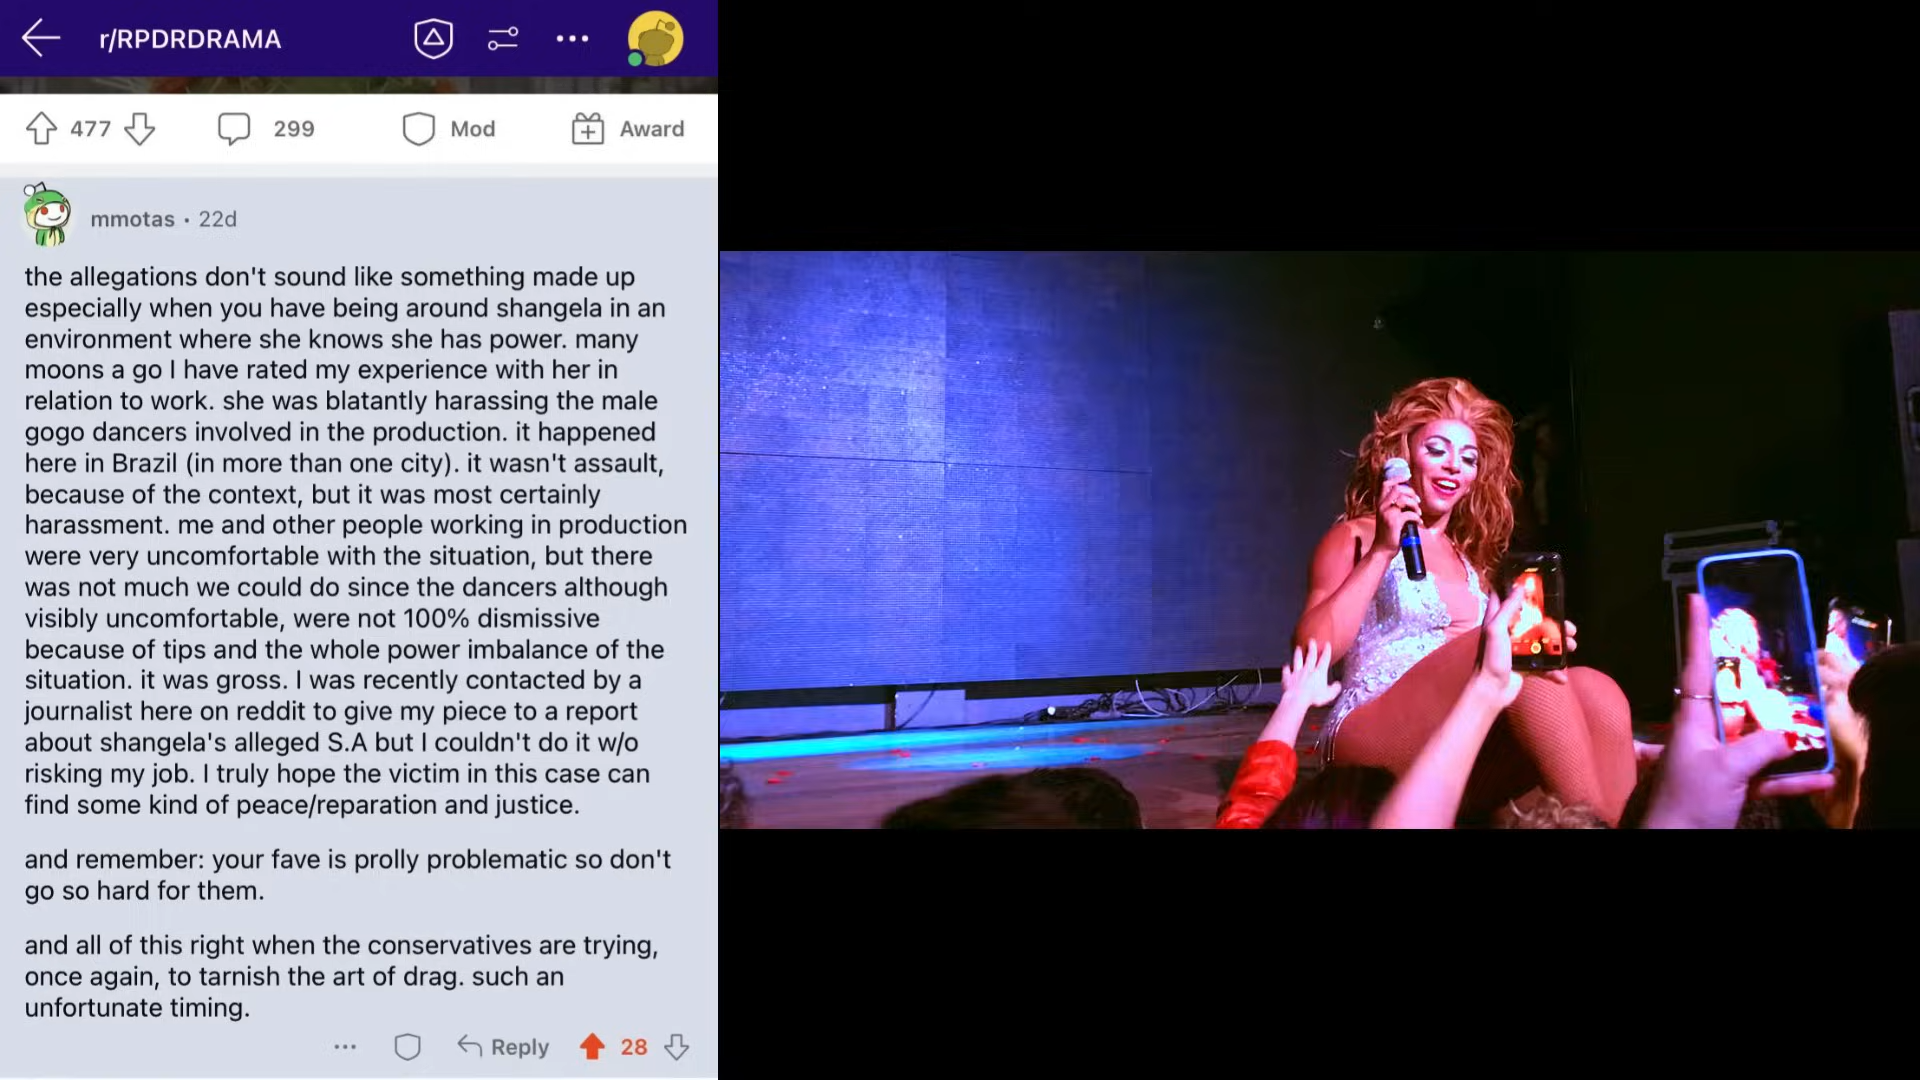 r/RPDRDRAMA
477
299
Mod
Award
mmotas • 22d
the allegations don't sound like something made up
especially when you have being around shangela in an
environment where she knows she has power. many
moons a go I have rated my experience with her in
relation to work. she was blatantly harassing the male
gogo dancers involved in the production. it happened
here in Brazil (in more than one city). it wasn't assault,
because of the context, but it was most certainly
harassment. me and other people working in production
were very uncomfortable with the situation, but there
was not much we could do since the dancers although
visibly uncomfortable, were not 100% dismissive
because of tips and the whole power imbalance of the
situation. it was gross. I was recently contacted by a
journalist here on reddit to give my piece to a report
about shangela's alleged S.A but I couldn't do it w/o
risking my job. I truly hope the victim in this case can
find some kind of peace/reparation and justice.
and remember: your fave is prolly problematic so don't
go so hard for them.
and all of this right when the conservatives are trying,
once again, to tarnish the art of drag. such an
unfortunate timing.
Reply
28